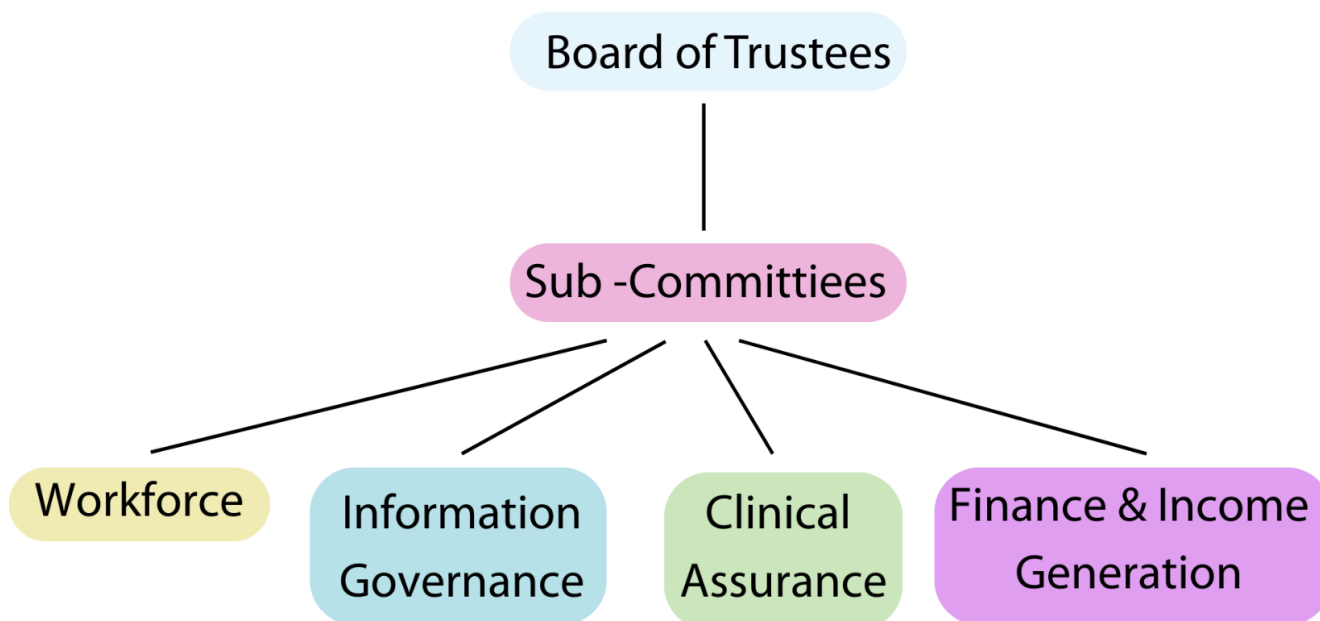 Board of Trustees
Sub -Committiees
Workforce
Information
Governance
Clinical
Assurance
Finance & Income
Generation